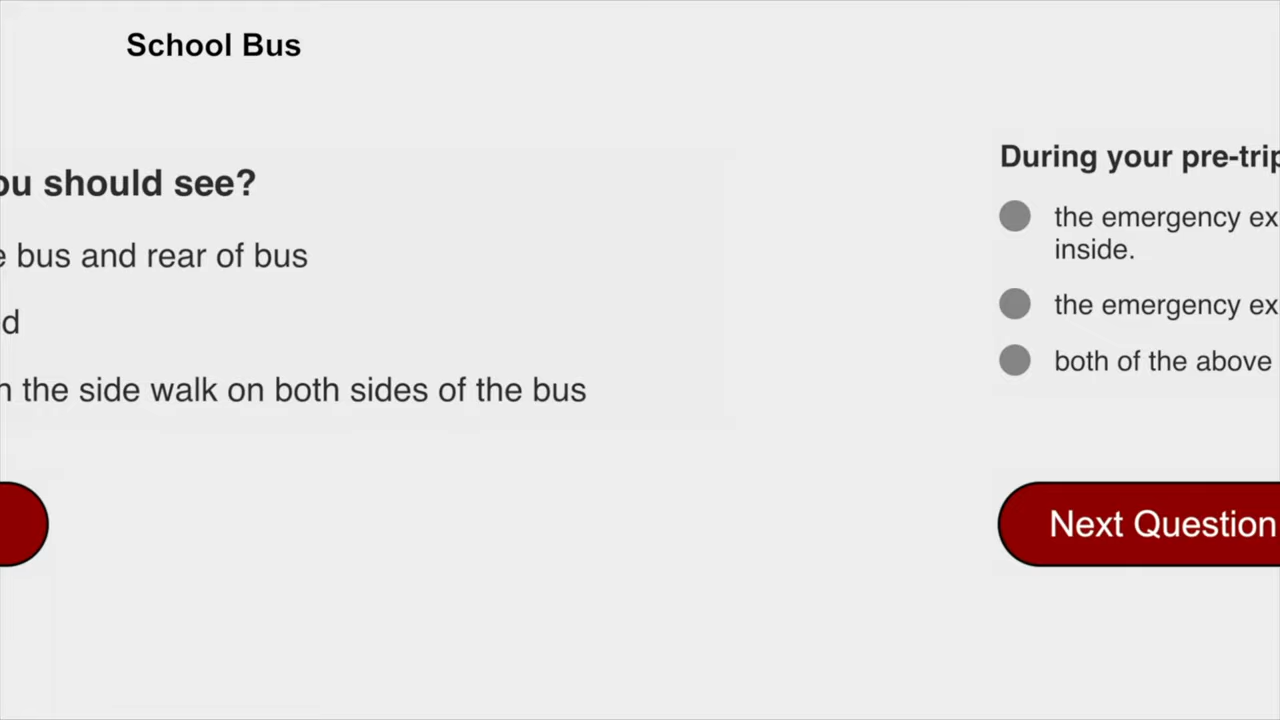 School Bus
ou should see?
e bus and rear of bus
d
the side walk on both sides of the bus
During your pre-trip
the emergency ex
inside.
the emergency ex
both of the above
Next Question